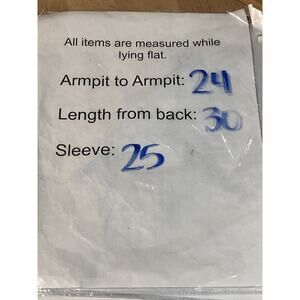 All items are measured while
lying flat.
Armpit to Armpit: 24
Length from back: 30
Sleeve: 25